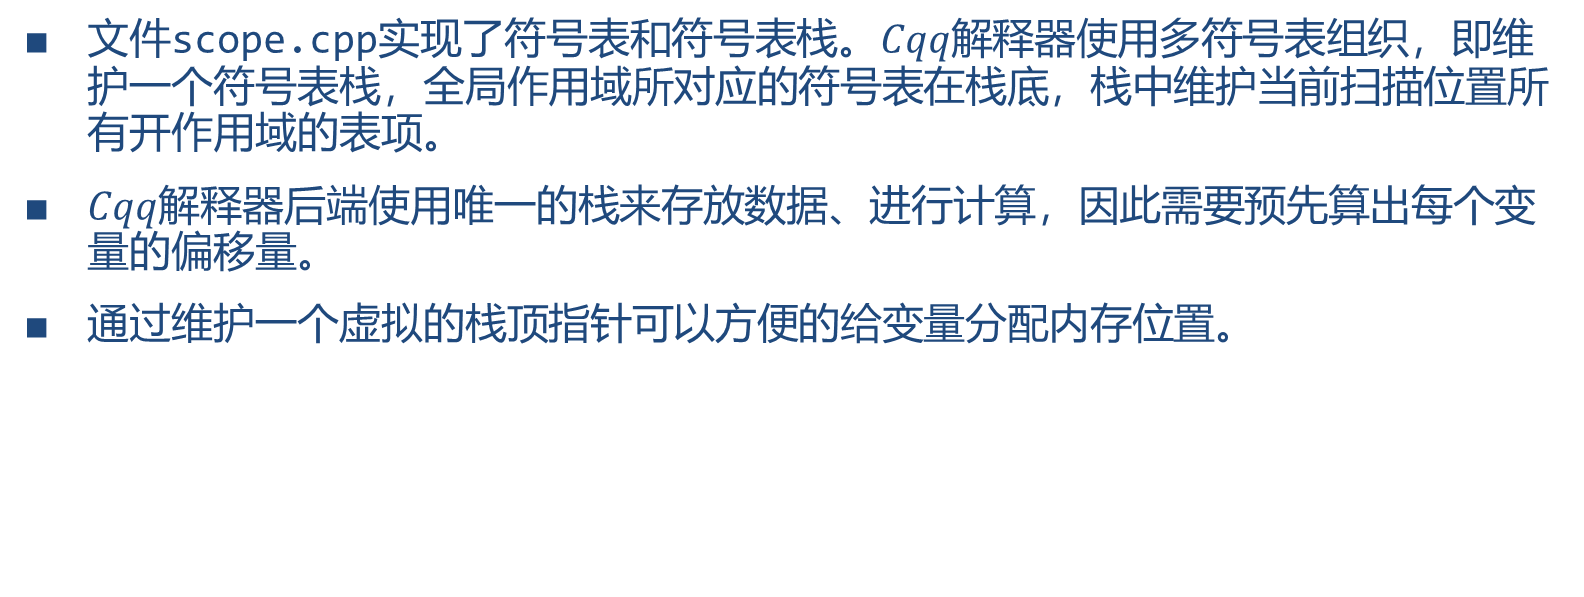 ■ 文件scope.cpp实现了符号表和符号表栈。Cqq解释器使用多符号表组织，即维
护一个符号表栈，全局作用域所对应的符号表在栈底，栈中维护当前扫描位置所
有开作用域的表项。
■ Cqq解释器后端使用唯一的栈来存放数据、进行计算，因此需要预先算出每个变
量的偏移量。
■ 通过维护一个虚拟的栈顶指针可以方便的给变量分配内存位置。